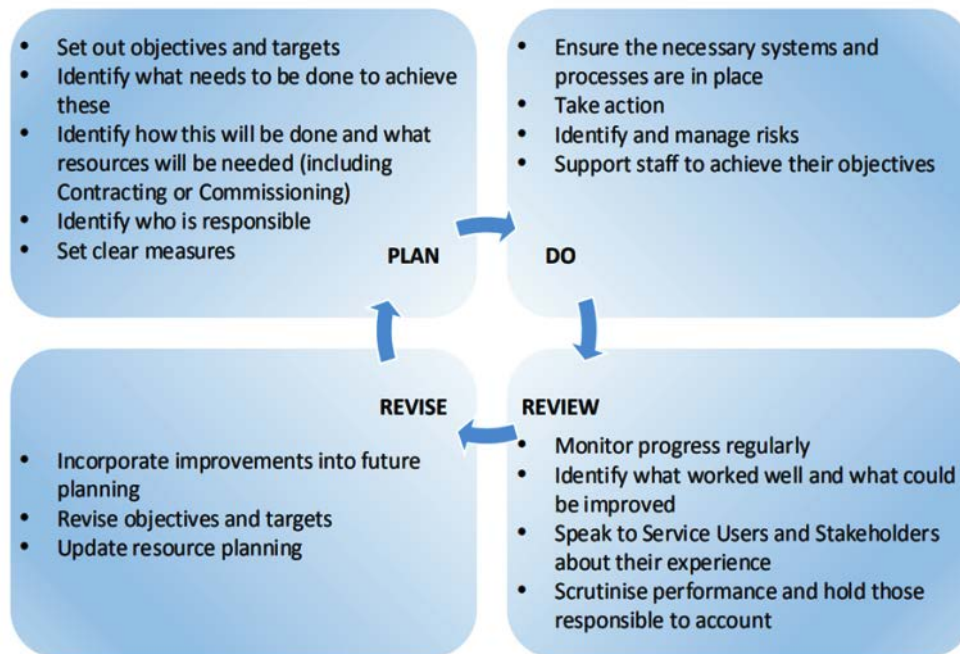 • Set out objectives and targets
• Identify what needs to be done to achieve
these
• Identify how this will be done and what
resources will be needed (including
Contracting or Commissioning)
• Identify who is responsible
• Set clear measures
PLAN
• Ensure the necessary systems and
processes are in place
• Take action
• Identify and manage risks
• Support staff to achieve their objectives
DO
REVIEW
• Monitor progress regularly
• Identify what worked well and what could
be improved
• Speak to Service Users and Stakeholders
about their experience
• Scrutinise performance and hold those
responsible to account
REVISE
• Incorporate improvements into future
planning
• Revise objectives and targets
• Update resource planning